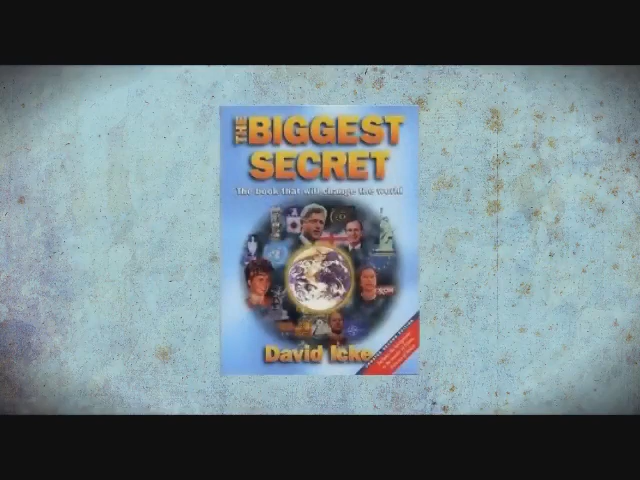 THE
BIGGEST
SECRET
The book that will change the world
David Icke